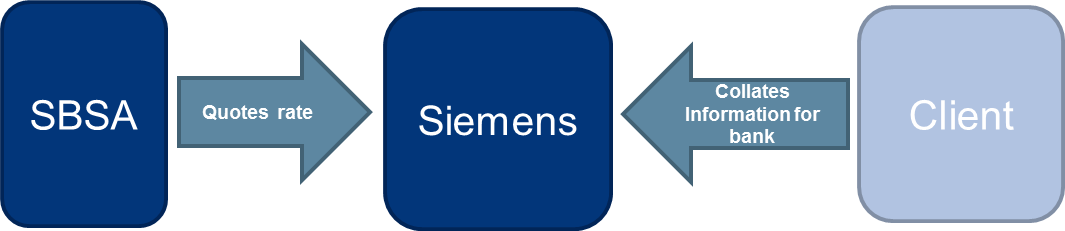 SBSA
Quotes rate
Siemens
Collates
Information for
bank
Client